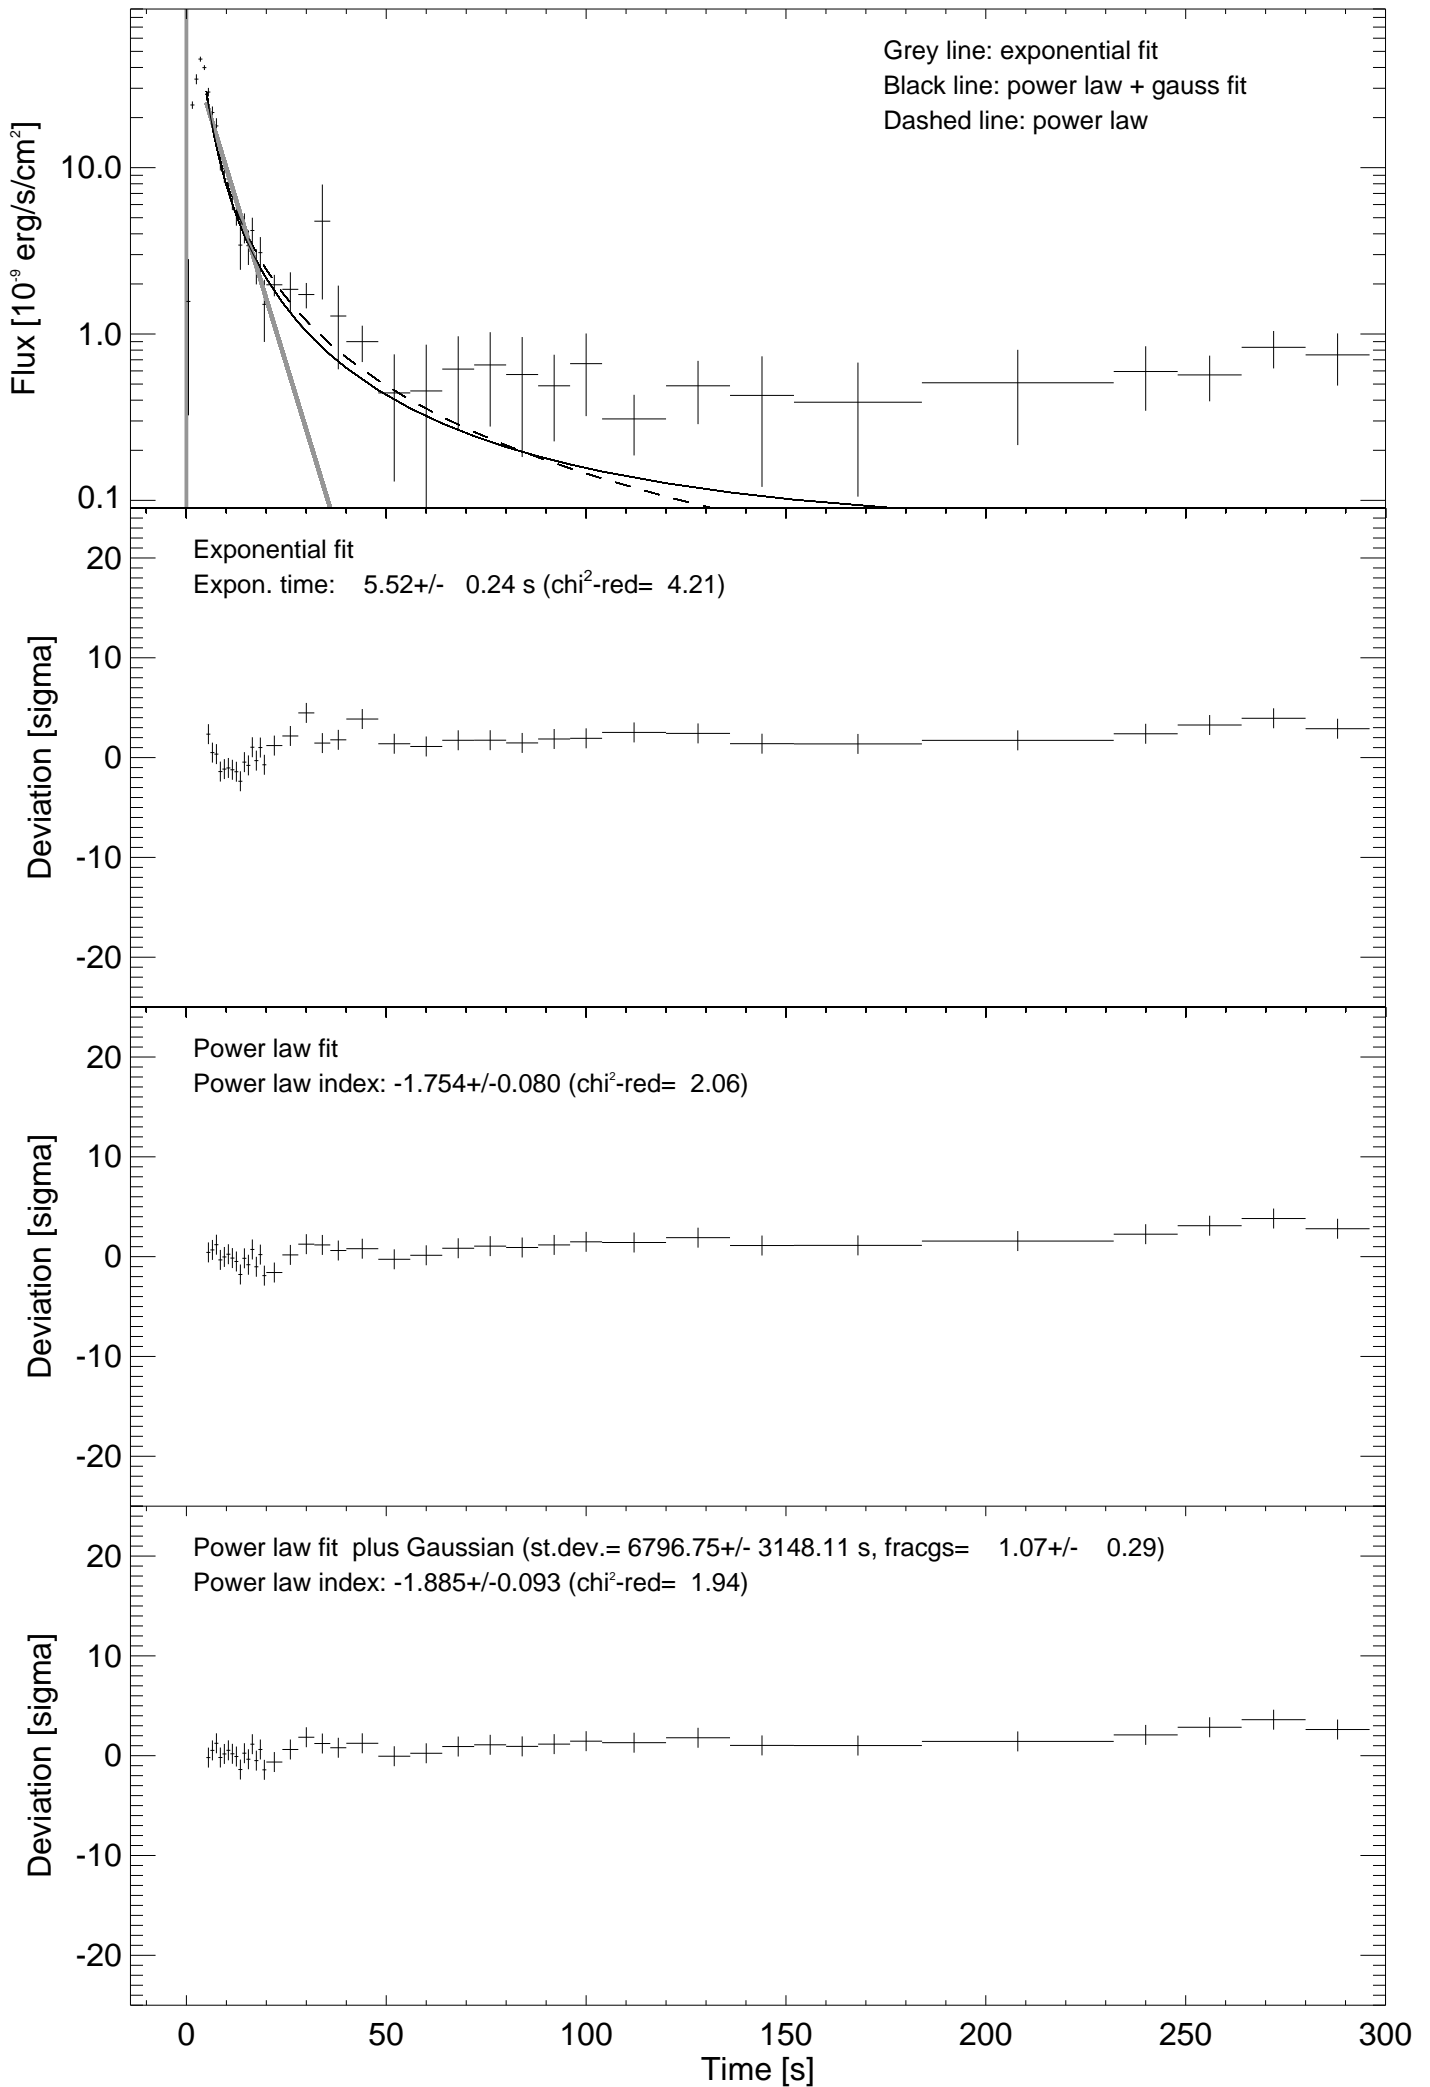 Grey line: exponential fit
Black line: power law + gauss fit
Dashed line: power law
Flux [10⁻⁹ erg/s/cm²]
10.0
1.0
0.1
Exponential fit
Expon. time: 5.52+/- 0.24 s (chi²-red= 4.21)
Deviation [sigma]
20
10
0
-10
-20
Power law fit
Power law index: -1.754+/-0.080 (chi²-red= 2.06)
Deviation [sigma]
20
10
0
-10
-20
Power law fit plus Gaussian (st.dev.= 6796.75+/- 3148.11 s, fracgs= 1.07+/- 0.29)
Power law index: -1.885+/-0.093 (chi²-red= 1.94)
Deviation [sigma]
20
10
0
-10
-20
0 50 100 150 200 250 300
Time [s]